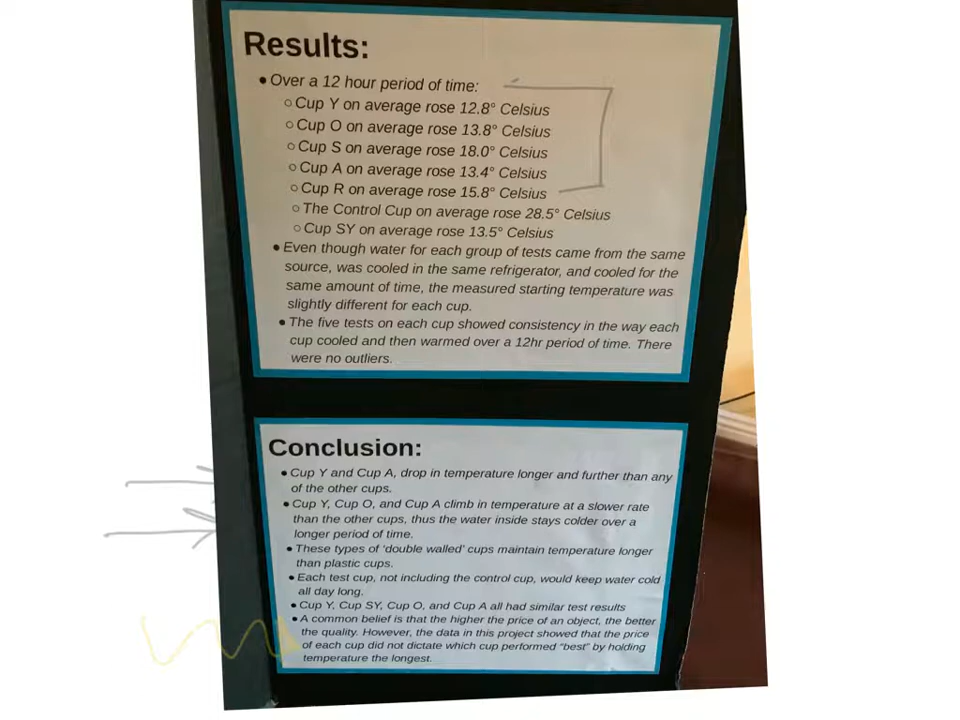 Results:
• Over a 12 hour period of time:
○ Cup Y on average rose 12.8° Celsius
○ Cup O on average rose 13.8° Celsius
○ Cup S on average rose 18.0° Celsius
○ Cup A on average rose 13.4° Celsius
○ Cup R on average rose 15.8° Celsius
○ The Control Cup on average rose 28.5° Celsius
○ Cup SY on average rose 13.5° Celsius
• Even though water for each group of tests came from the same
source, was cooled in the same refrigerator, and cooled for the
same amount of time, the measured starting temperature was
slightly different for each cup.
• The five tests on each cup showed consistency in the way each
cup cooled and then warmed over a 12hr period of time. There
were no outliers.
Conclusion:
• Cup Y and Cup A, drop in temperature longer and further than any
of the other cups.
• Cup Y, Cup O, and Cup A climb in temperature at a slower rate
than the other cups, thus the water inside stays colder over a
longer period of time.
• These types of ‘double walled’ cups maintain temperature longer
than plastic cups.
• Each test cup, not including the control cup, would keep water cold
all day long.
• Cup Y, Cup SY, Cup O, and Cup A all had similar test results
• A common belief is that the higher the price of an object, the better
the quality. However, the data in this project showed that the price
of each cup did not dictate which cup performed “best” by holding
temperature the longest.